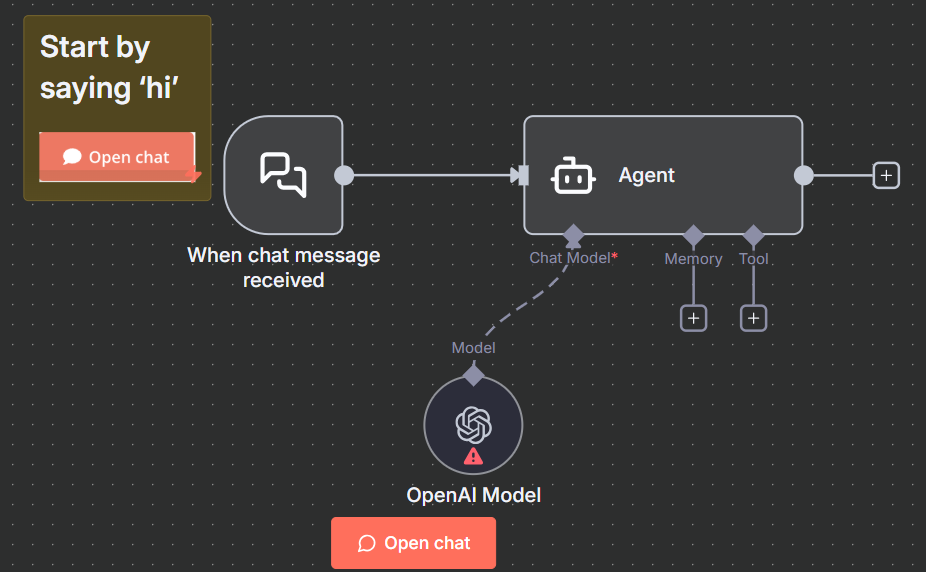 Start by
saying ‘hi’
Open chat
Agent
When chat message
received
Chat Model*
Memory
Tool
Model
OpenAI Model
Open chat